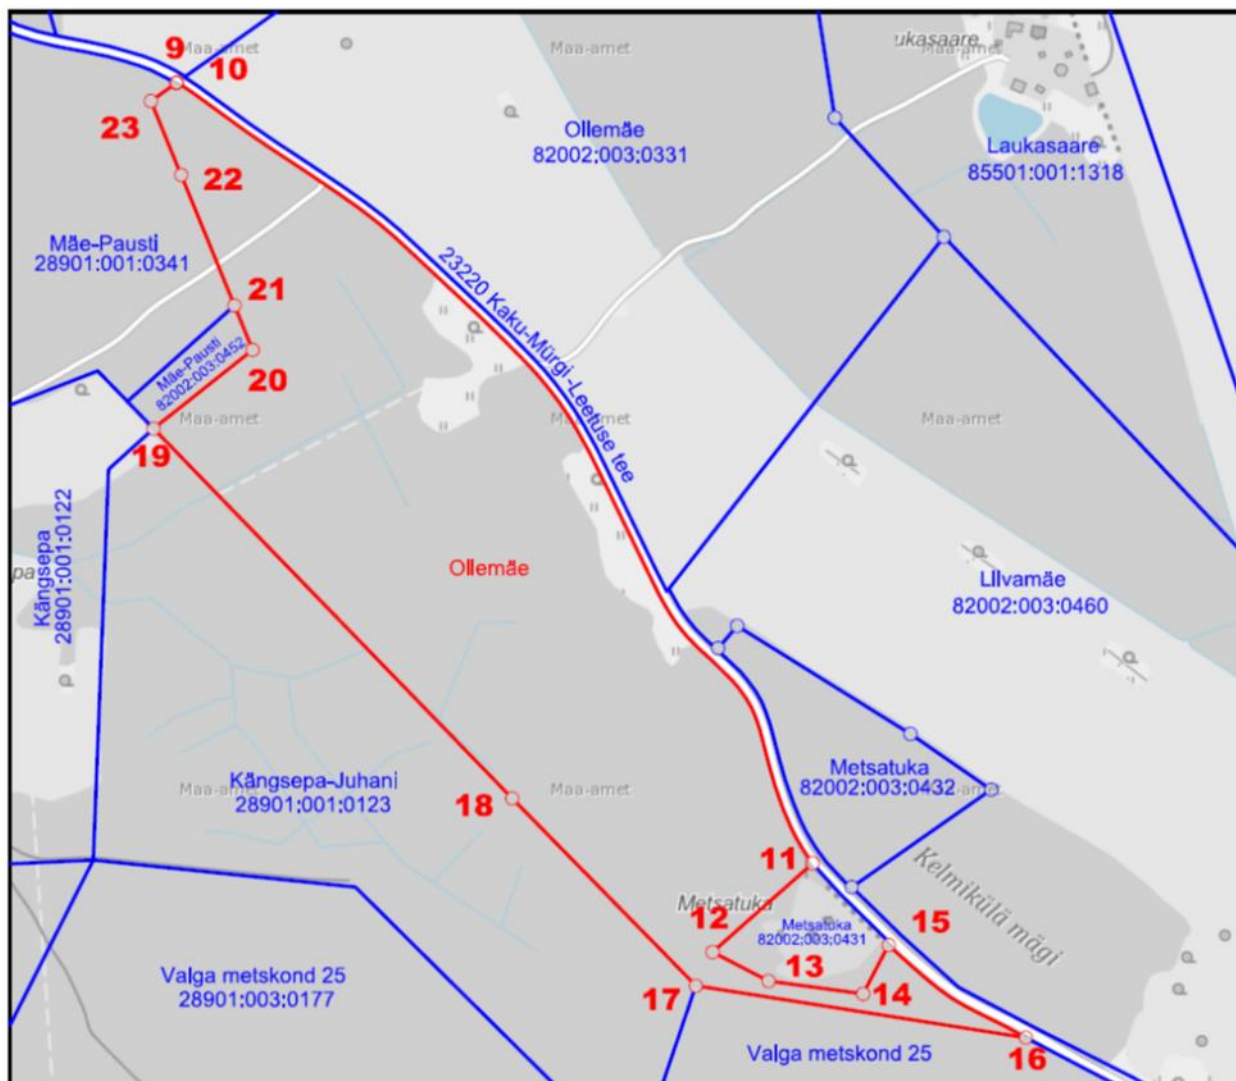 Maa-amet
Maa-amet
ukasaare
Maa-amet
9
10
23
Ollemäe
82002:003:0331
Laukasaare
85501:001:1318
22
Mäe-Pausti
28901:001:0341
21
23220 Kaku-Mürgi-Leetuse tee
Mäe-Pausti
82002:003:0452
20
Maa-amet
Maa-amet
19
Kängsepa
28901:001:0122
pa
Ollemäe
LIivamäe
82002:003:0460
Kängsepa-Juhani
28901:001:0123
Maa-amet
Maa-amet
18
Metsatuka
82002:003:0432
-amet
11
Kelmikülä mägi
Metsatuka
12
Metsatuka
82002:003:0431
15
13
14
Valga metskond 25
28901:003:0177
17
16
Valga metskond 25